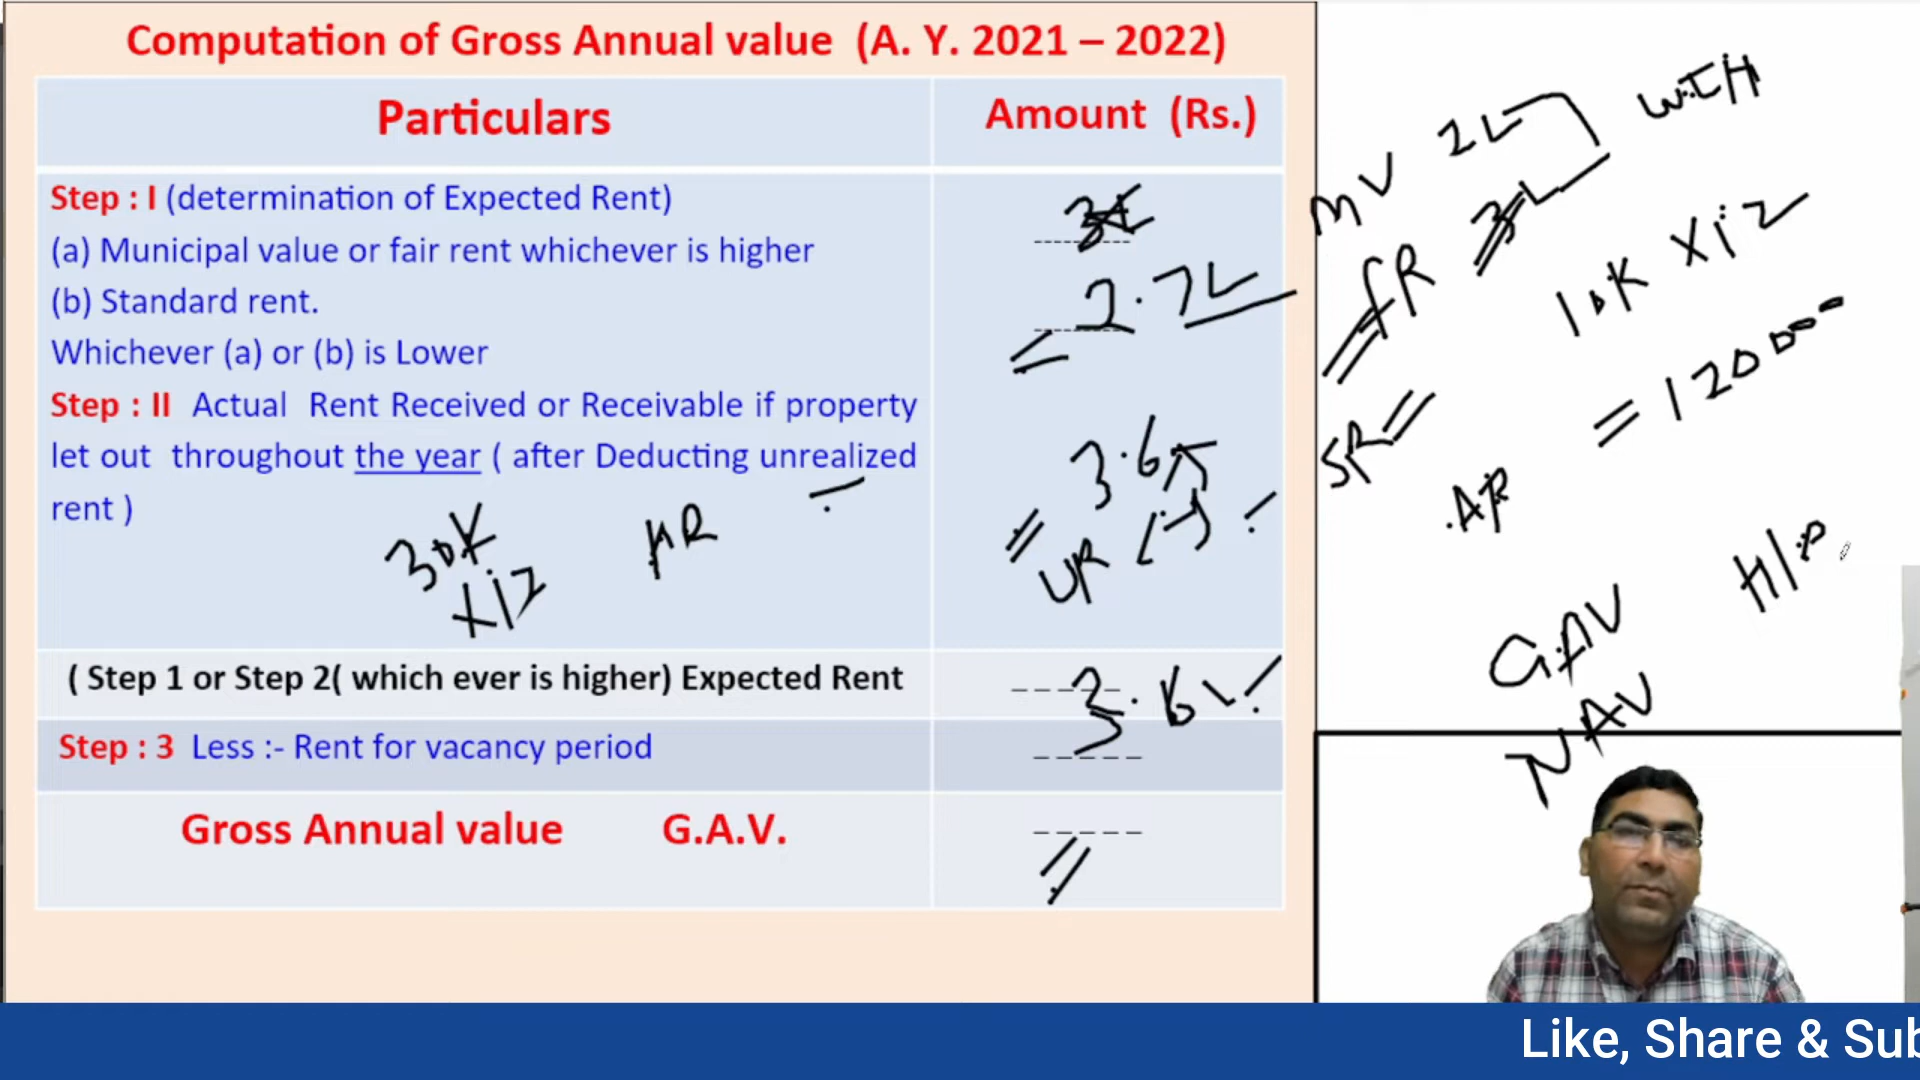 Computation of Gross Annual value (A. Y. 2021 – 2022)
Particulars
Amount (Rs.)
Step : I (determination of Expected Rent)
(a) Municipal value or fair rent whichever is higher
(b) Standard rent.
Whichever (a) or (b) is Lower
2.7L
Step : II Actual Rent Received or Receivable if property
let out throughout the year ( after Deducting unrealized
rent )
30K
X12
3.6
UR (-)
( Step 1 or Step 2( which ever is higher) Expected Rent
3.6L
Step : 3 Less :- Rent for vacancy period
Gross Annual value G.A.V.
MV 2L
WIH
FR 3L
10K X12
SR =
= 120000
AR
H/P
GAV
NAV
Like, Share & Sub